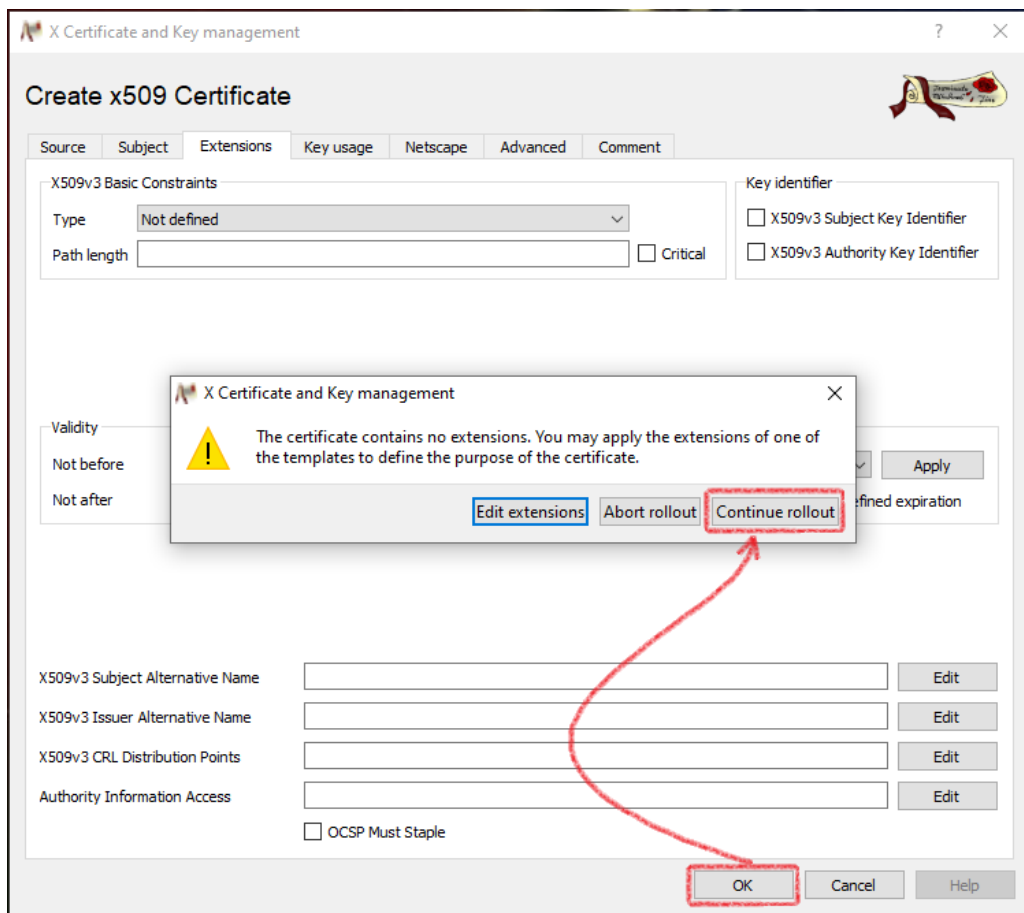 X Certificate and Key management
?
Create x509 Certificate
Source Subject Extensions Key usage Netscape Advanced Comment
X509v3 Basic Constraints
Type Not defined
Path length Critical
Key identifier
X509v3 Subject Key Identifier
X509v3 Authority Key Identifier
Validity
Not before
Not after
Apply
efined expiration
X Certificate and Key management
!
The certificate contains no extensions. You may apply the extensions of one of
the templates to define the purpose of the certificate.
Edit extensions Abort rollout Continue rollout
X509v3 Subject Alternative Name Edit
X509v3 Issuer Alternative Name Edit
X509v3 CRL Distribution Points Edit
Authority Information Access Edit
OCSP Must Staple
OK Cancel Help